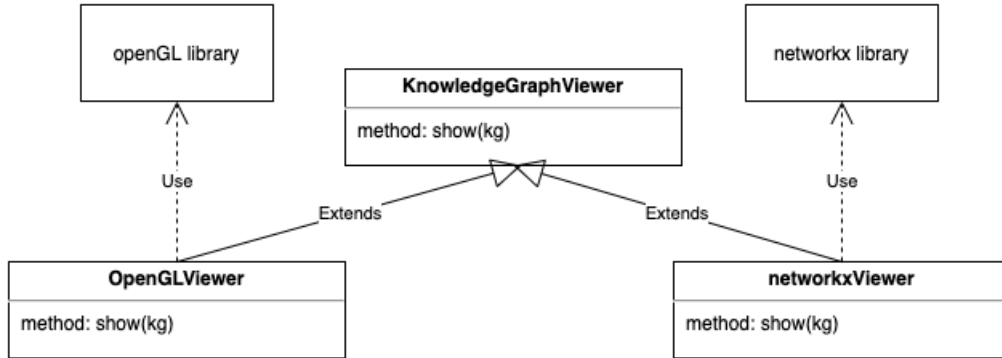 openGL library
networkx library
KnowledgeGraphViewer
method: show(kg)
Use
Use
Extends
Extends
OpenGLViewer
method: show(kg)
networkxViewer
method: show(kg)